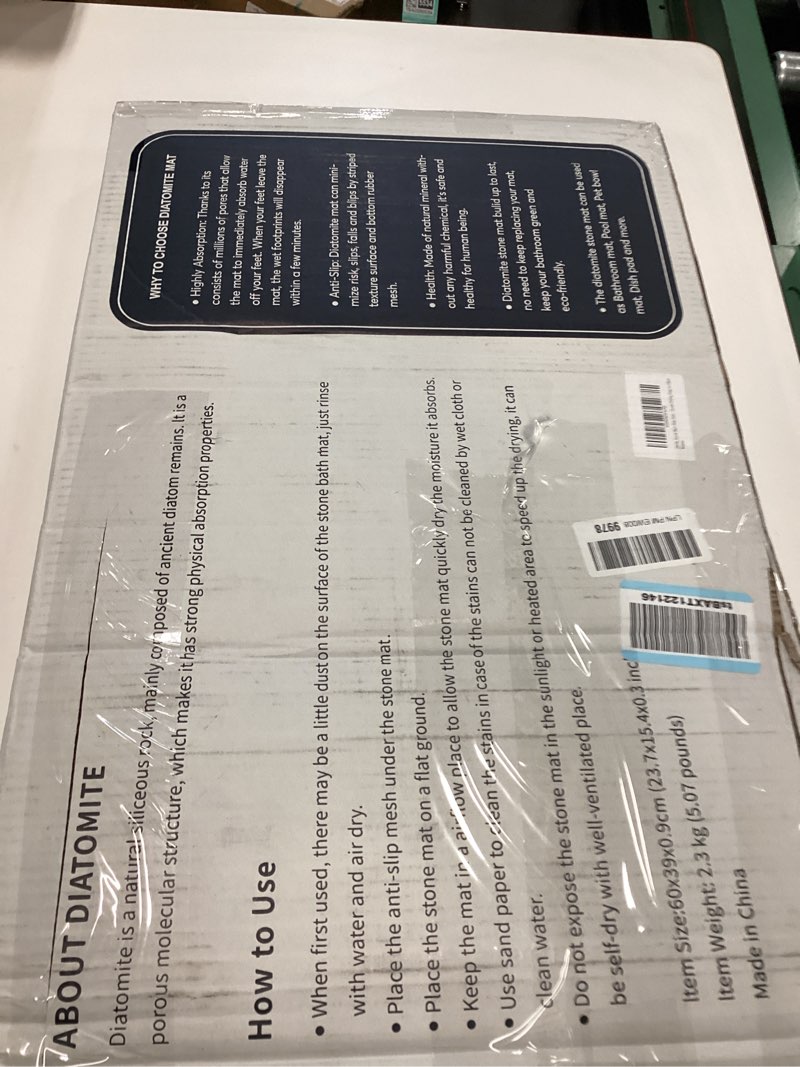 ABOUT DIATOMITE
Diatomite is a natural siliceous rock, mainly composed of ancient diatom remains. It is a
porous molecular structure, which makes it has strong physical absorption properties.
How to Use
• When first used, there may be a little dust on the surface of the stone bath mat, just rinse
with water and air dry.
• Place the anti-slip mesh under the stone mat.
• Place the stone mat on a flat ground.
• Keep the mat in a air-flow place to allow the stone mat quickly dry the moisture it absorbs.
• Use sand paper to clean the stains in case of the stains can not be cleaned by wet cloth or
clean water.
• Do not expose the stone mat in the sunlight or heated area to speed up the drying, it can
be self-dry with well-ventilated place.
Item Size:60x39x0.9cm (23.7x15.4x0.3 inc
Item Weight: 2.3 kg (5.07 pounds)
Made in China
WHY TO CHOOSE DIATOMITE MAT
• Highly Absorption: Thanks to its
consists of millions of pores that allow
the mat to immediately absorb water
off your feet. When your feet leave the
mat, the wet footprints will disappear
within a few minutes.
• Anti-Slip: Diatomite mat can mini-
mize risk, slips, falls and slips by striped
texture surface and bottom rubber
mesh.
• Health: Made of natural mineral with-
out any harmful chemical, it's safe and
healthy for human being.
• Diatomite stone mat build up to last,
no need to keep replacing your mat,
keep your bathroom green and
eco-friendly.
• The diatomite stone mat can be used
as Bathroom mat, Pool mat, Pet bowl
mat, Dish pad and more.
9978
tsBAXT122146